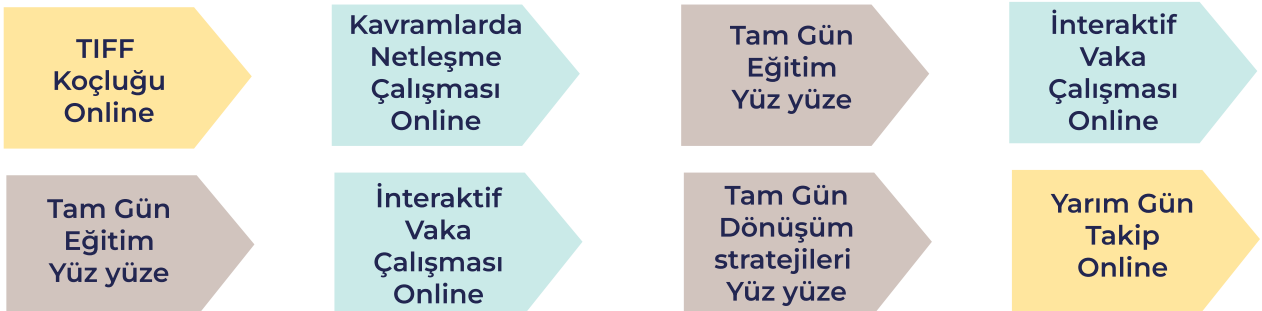 TIFF
Koçluğu
Online
Kavramlarda
Netleşme
Çalışması
Online
Tam Gün
Eğitim
Yüz yüze
İnteraktif
Vaka
Çalışması
Online
Tam Gün
Eğitim
Yüz yüze
İnteraktif
Vaka
Çalışması
Online
Tam Gün
Dönüşüm
stratejileri
Yüz yüze
Yarım Gün
Takip
Online